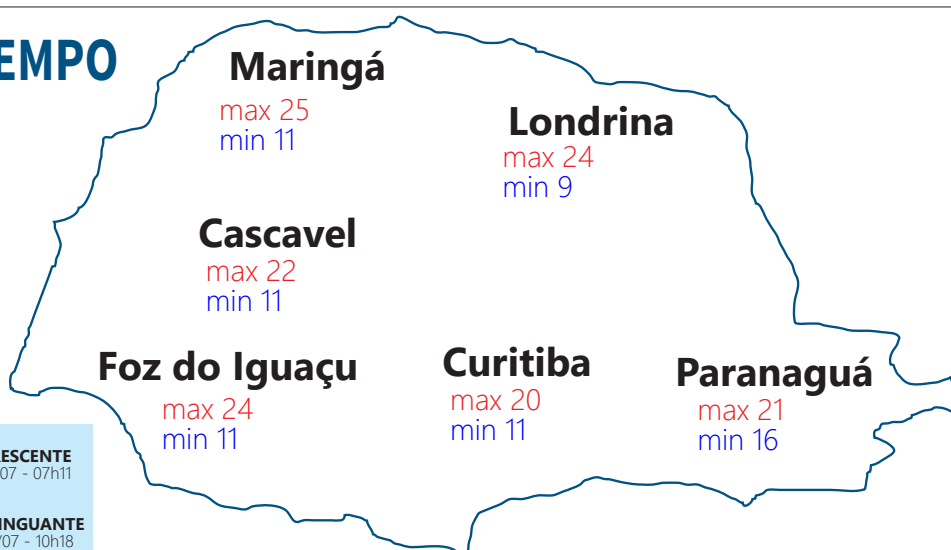 EMPO
Maringá
max 25
min 11
Londrina
max 24
min 9
Cascavel
max 22
min 11
Foz do Iguaçu
max 24
min 11
Curitiba
max 20
min 11
Paranaguá
max 21
min 16
ESCENTE
07 - 07h11
INGUANTE
/07 - 10h18